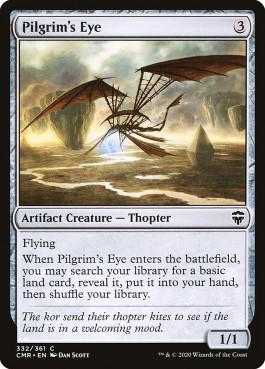 Pilgrim's Eye 3
Artifact Creature — Thopter
Flying
When Pilgrim's Eye enters the battlefield,
you may search your library for a basic
land card, reveal it, put it into your hand,
then shuffle your library.
The kor send their thopter kites to see if the
land is in a welcoming mood.
1/1
332/361 C
CMR • EN DAN SCOTT
™ & © 2020 Wizards of the Coast